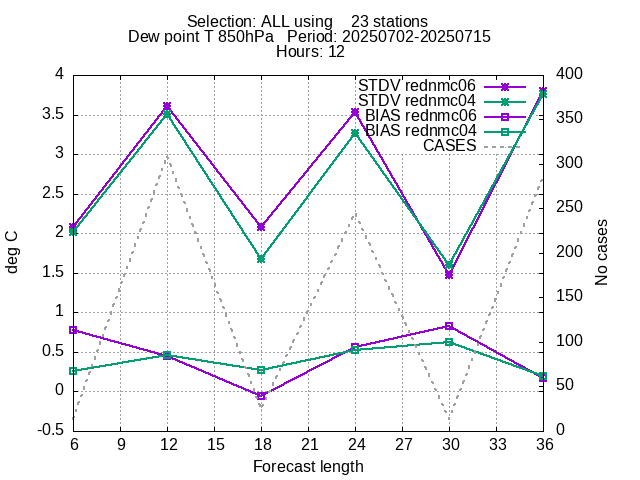 Selection: ALL using    23 stations
Dew point T 850hPa   Period: 20250702-20250715
Hours: 12
STDV rednmc06
STDV rednmc04
BIAS rednmc06
BIAS rednmc04
CASES
4
3.5
3
2.5
2
1.5
1
0.5
0
-0.5
deg C
400
350
300
250
200
150
100
50
0
No cases
6 9 12 15 18 21 24 27 30 33 36
Forecast length